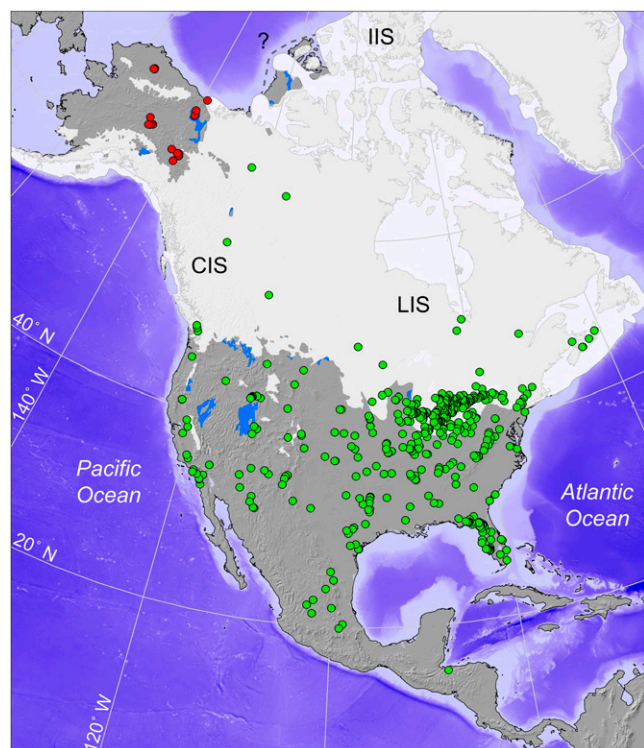 ?
IIS
CIS
LIS
40° N
140° W
Pacific
Ocean
Atlantic
Ocean
20° N
120° W